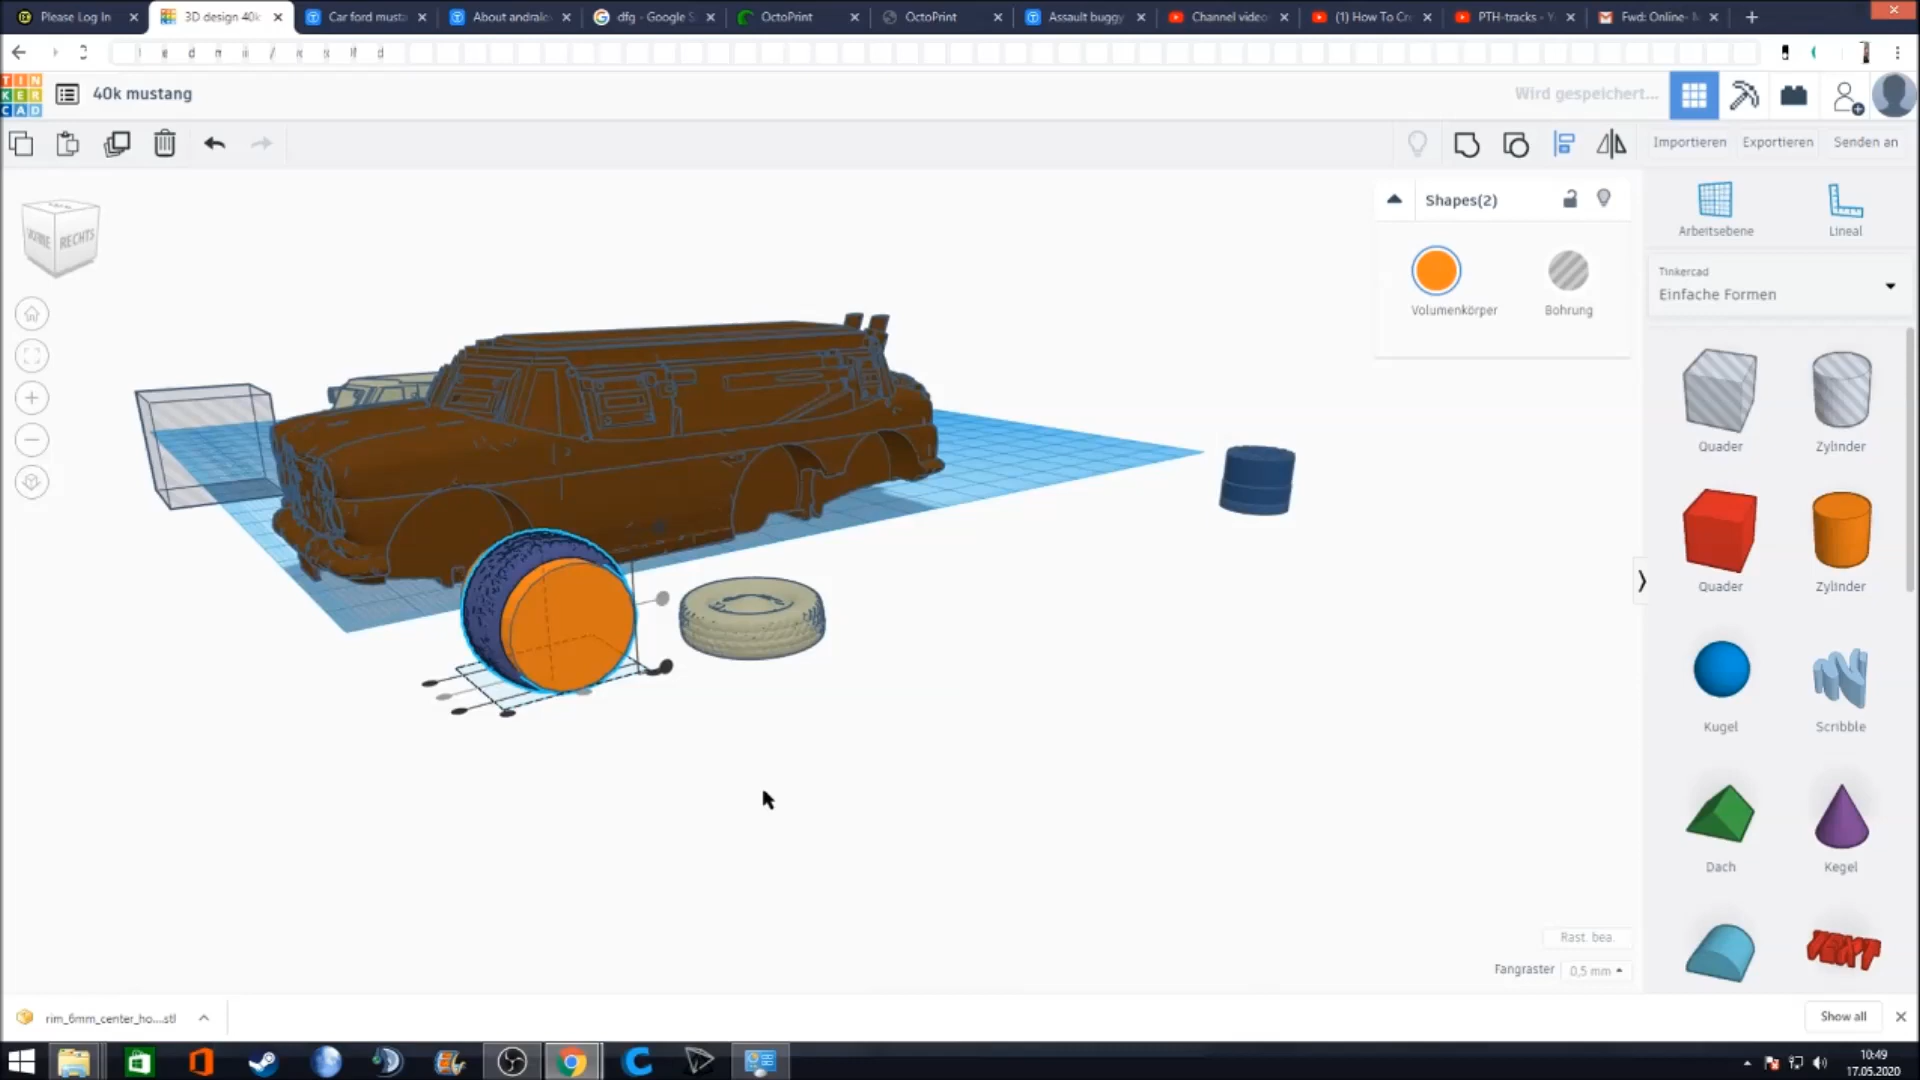 Please Log In
3D design 40k
Car ford musta
About andrale
dfg - Google S
OctoPrint
OctoPrint
Assault buggy
Channel video
(1) How To Cr
PTH-tracks - Y
Fwd: Online-
TIN
KER
CAD
40k mustang
Wird gespeichert...
Importieren
Exportieren
Senden an
RECHTS
Shapes(2)
Volumenkörper
Bohrung
Arbeitsebene
Lineal
Tinkercad
Einfache Formen
Quader
Zylinder
Quader
Zylinder
Kugel
Scribble
Dach
Kegel
TEXT
Rast. bea.
Fangraster
0,5 mm
rim_6mm_center_ho....stl
Show all
10:49
17.05.2020